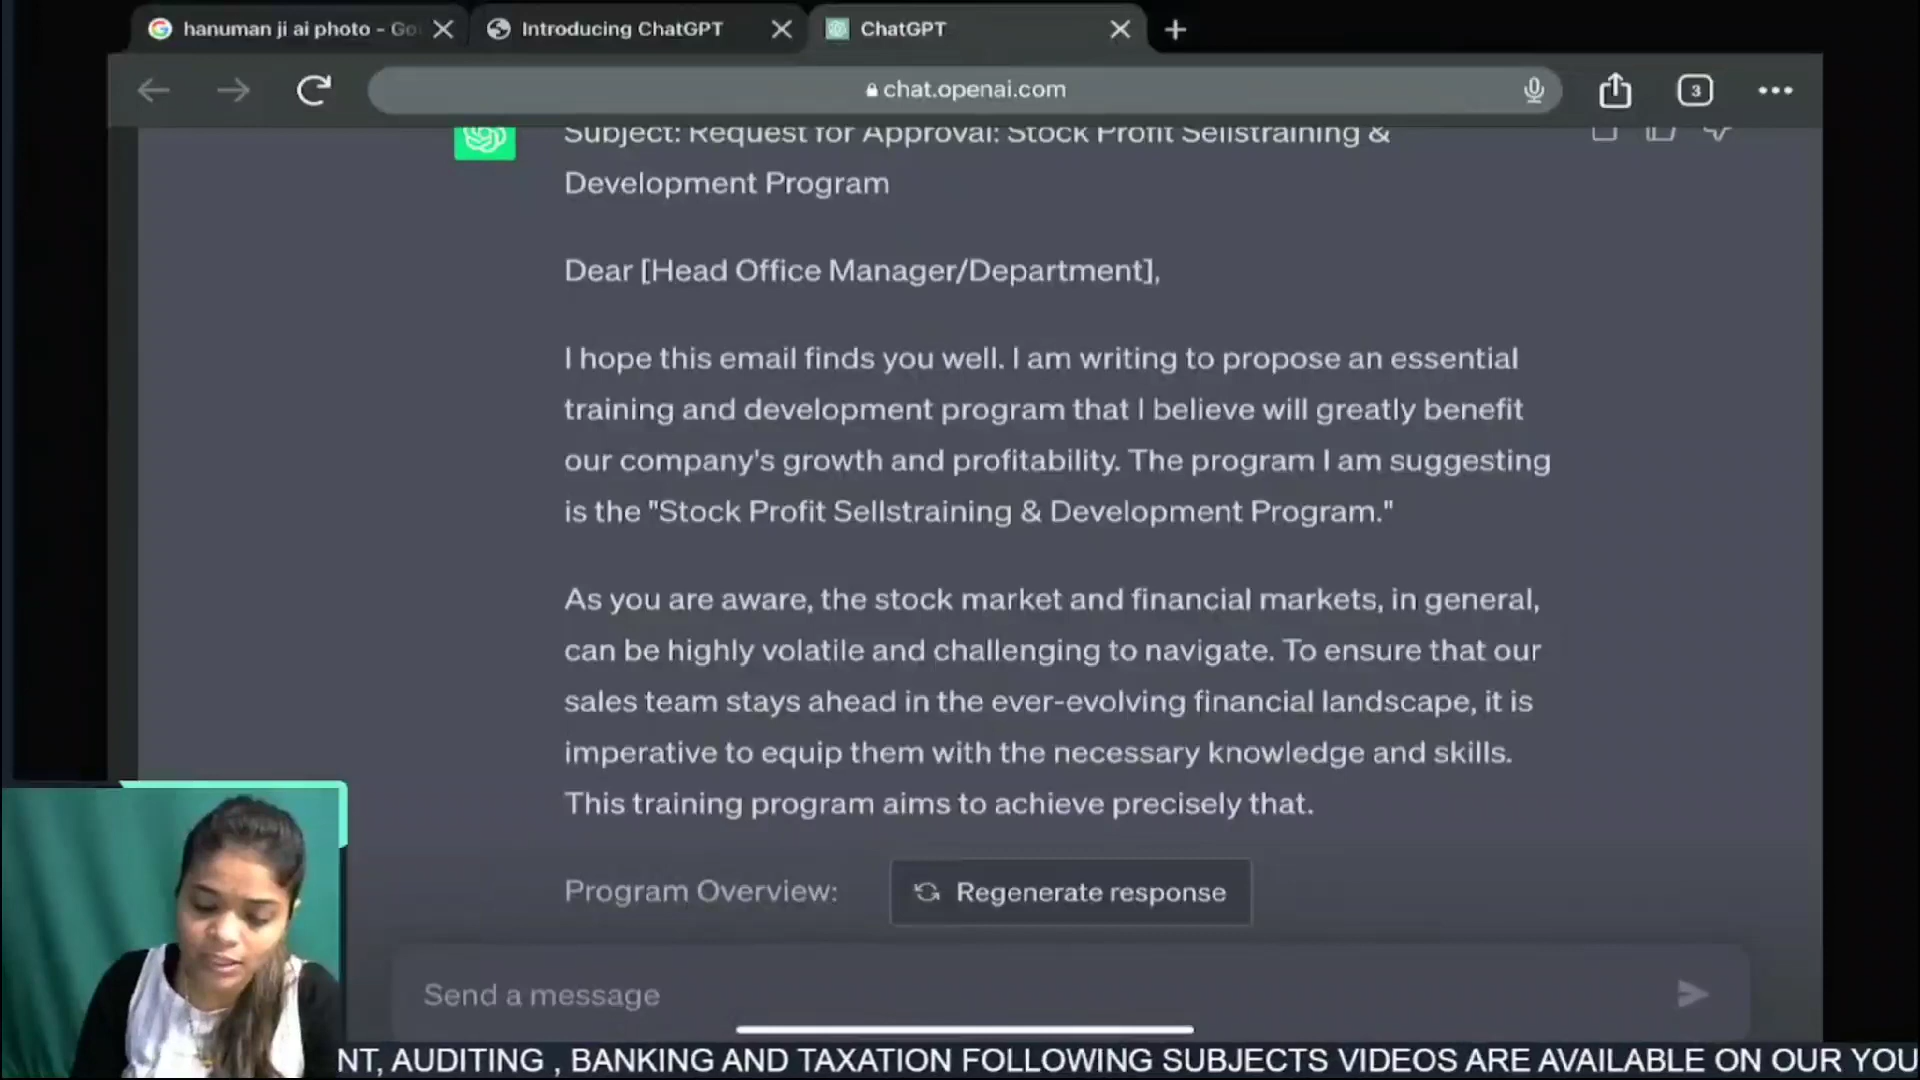 hanuman ji ai photo - Go
Introducing ChatGPT
ChatGPT
chat.openai.com
3
Subject: Request for Approval: Stock Profit Sellstraining &
Development Program
Dear [Head Office Manager/Department],
I hope this email finds you well. I am writing to propose an essential
training and development program that I believe will greatly benefit
our company's growth and profitability. The program I am suggesting
is the "Stock Profit Sellstraining & Development Program."
As you are aware, the stock market and financial markets, in general,
can be highly volatile and challenging to navigate. To ensure that our
sales team stays ahead in the ever-evolving financial landscape, it is
imperative to equip them with the necessary knowledge and skills.
This training program aims to achieve precisely that.
Program Overview:
Regenerate response
Send a message
NT, AUDITING , BANKING AND TAXATION FOLLOWING SUBJECTS VIDEOS ARE AVAILABLE ON OUR YOU